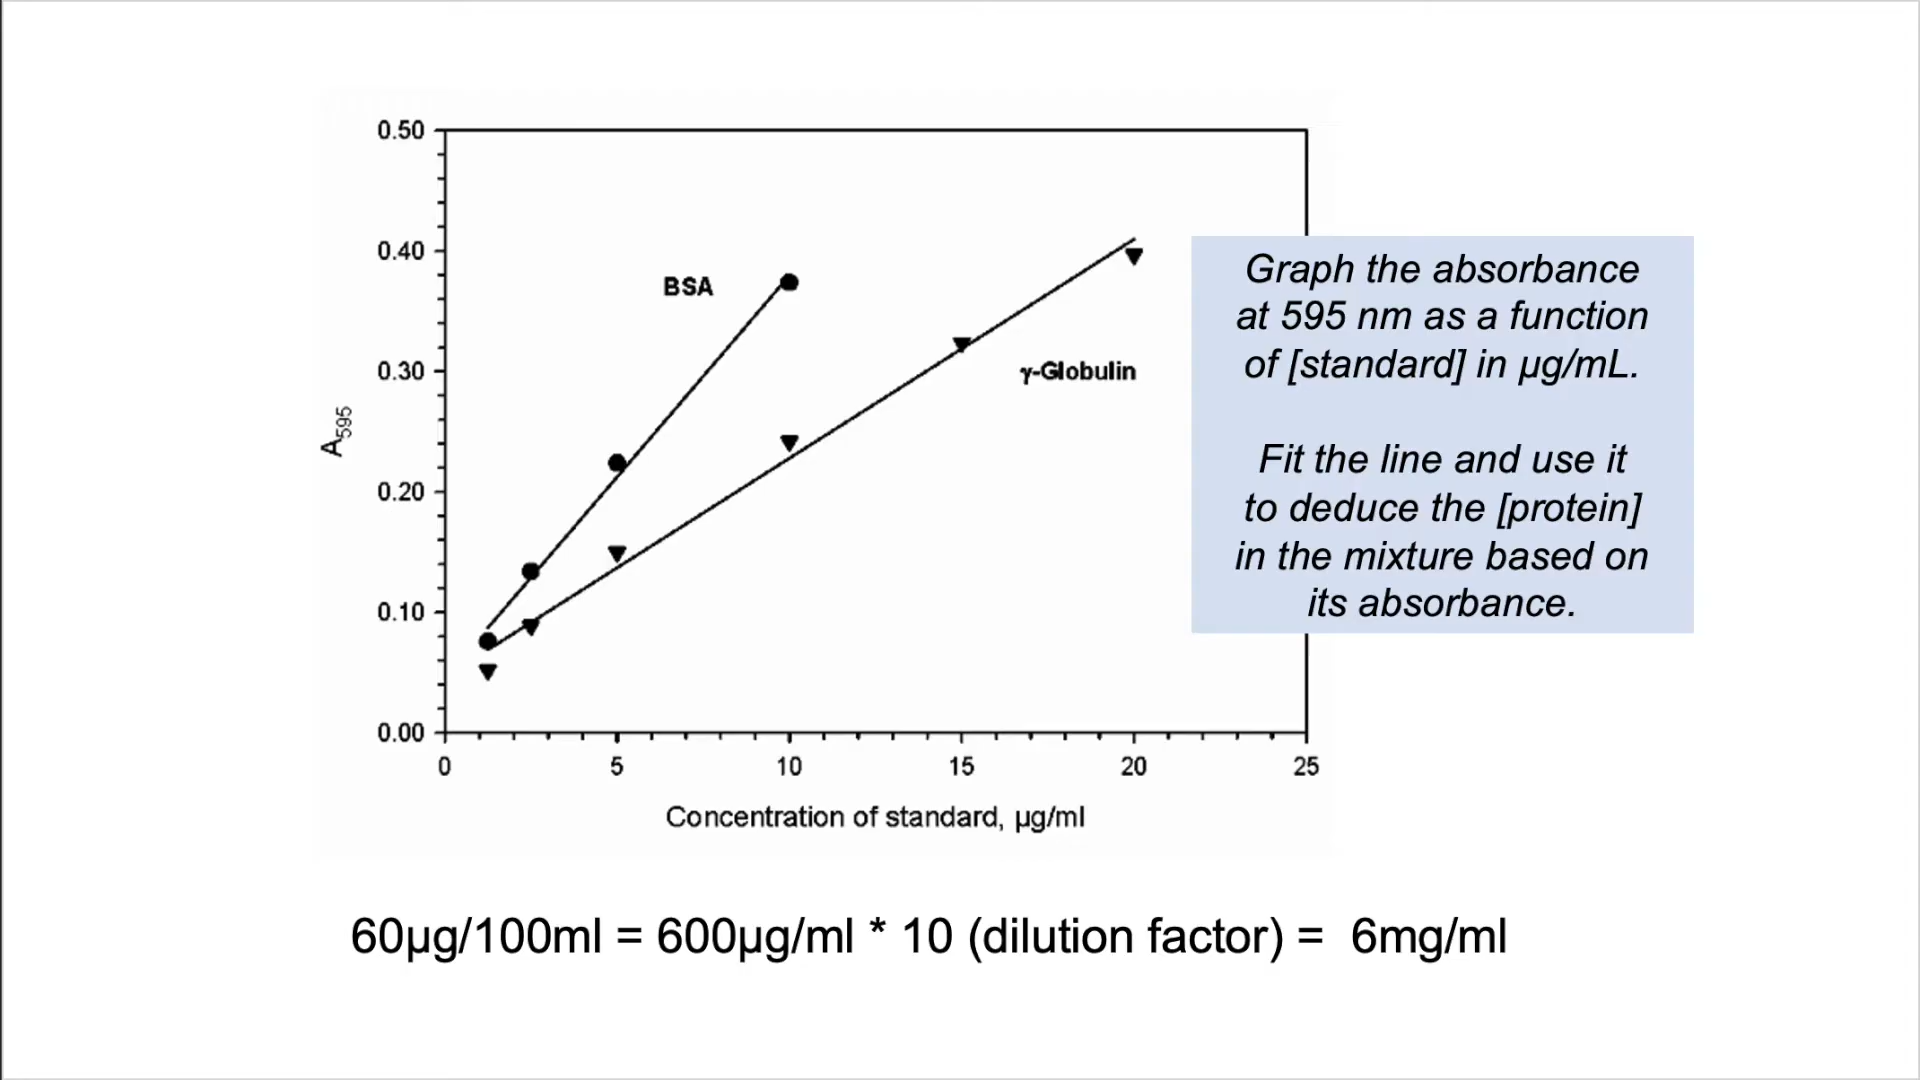 0.50
0.40
0.30
0.20
0.10
0.00
A595
BSA
γ-Globulin
0 5 10 15 20 25
Concentration of standard, µg/ml
Graph the absorbance
at 595 nm as a function
of [standard] in µg/mL.
Fit the line and use it
to deduce the [protein]
in the mixture based on
its absorbance.
60µg/100ml = 600µg/ml * 10 (dilution factor) = 6mg/ml